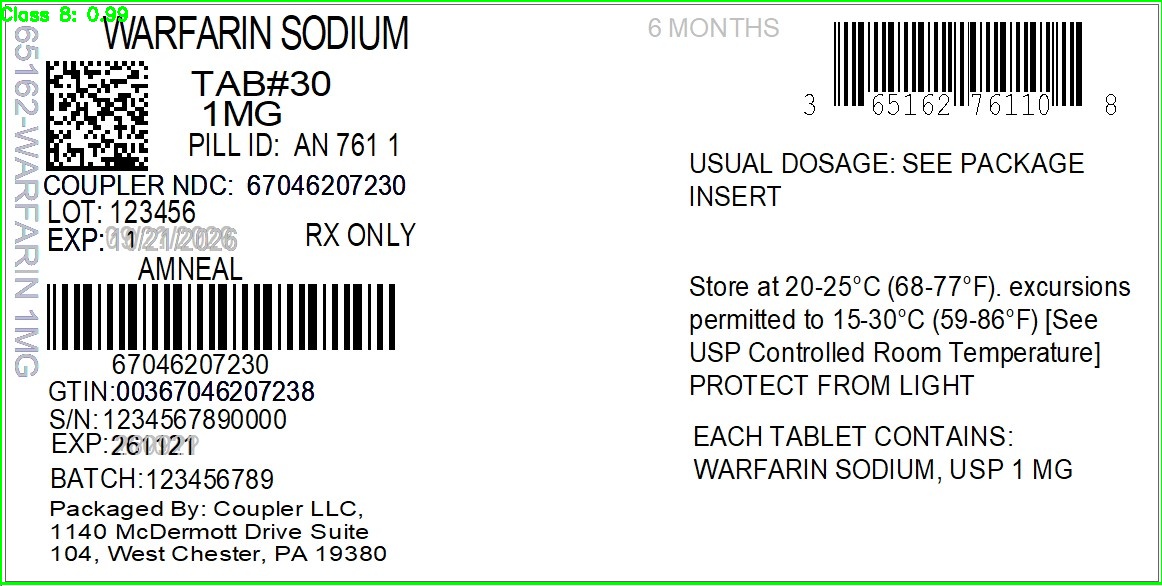 Class 8: 0.99
65162-WARFARIN 1MG
WARFARIN SODIUM
TAB#30
1MG
PILL ID: AN 761 1
COUPLER NDC: 67046207230
LOT: 123456
EXP:
RX ONLY
AMNEAL
67046207230
GTIN:00367046207238
S/N:1234567890000
EXP:
BATCH:123456789
Packaged By: Coupler LLC,
1140 McDermott Drive Suite
104, West Chester, PA 19380
6 MONTHS
3 65162 76110 8
USUAL DOSAGE: SEE PACKAGE
INSERT
Store at 20-25°C (68-77°F). excursions
permitted to 15-30°C (59-86°F) [See
USP Controlled Room Temperature]
PROTECT FROM LIGHT
EACH TABLET CONTAINS:
WARFARIN SODIUM, USP 1 MG